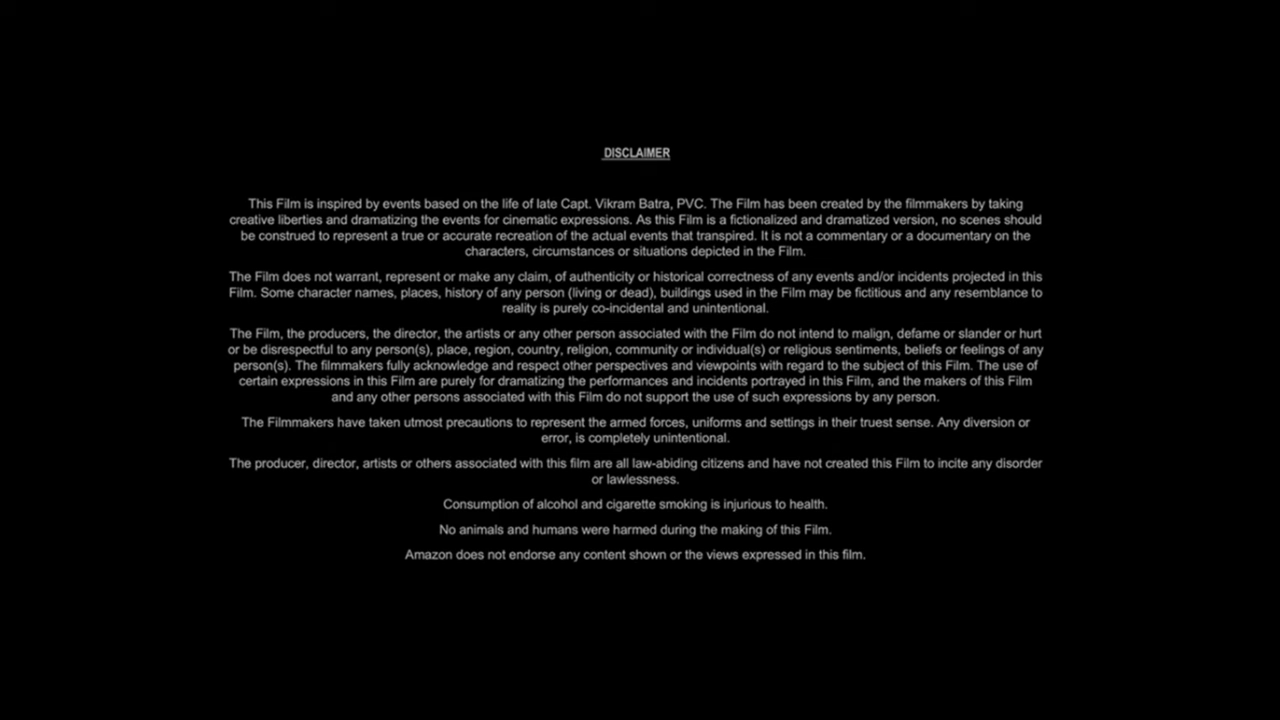 DISCLAIMER
This Film is inspired by events based on the life of late Capt. Vikram Batra, PVC. The Film has been created by the filmmakers by taking
creative liberties and dramatizing the events for cinematic expressions. As this Film is a fictionalized and dramatized version, no scenes should
be construed to represent a true or accurate recreation of the actual events that transpired. It is not a commentary or a documentary on the
characters, circumstances or situations depicted in the Film.
The Film does not warrant, represent or make any claim, of authenticity or historical correctness of any events and/or incidents projected in this
Film. Some character names, places, history of any person (living or dead), buildings used in the Film may be fictitious and any resemblance to
reality is purely co-incidental and unintentional.
The Film, the producers, the director, the artists or any other person associated with the Film do not intend to malign, defame or slander or hurt
or be disrespectful to any person(s), place, region, country, religion, community or individual(s) or religious sentiments, beliefs or feelings of any
person(s). The filmmakers fully acknowledge and respect other perspectives and viewpoints with regard to the subject of this Film. The use of
certain expressions in this Film are purely for dramatizing the performances and incidents portrayed in this Film, and the makers of this Film
and any other persons associated with this Film do not support the use of such expressions by any person.
The Filmmakers have taken utmost precautions to represent the armed forces, uniforms and settings in their truest sense. Any diversion or
error, is completely unintentional.
The producer, director, artists or others associated with this film are all law-abiding citizens and have not created this Film to incite any disorder
or lawlessness.
Consumption of alcohol and cigarette smoking is injurious to health.
No animals and humans were harmed during the making of this Film.
Amazon does not endorse any content shown or the views expressed in this film.